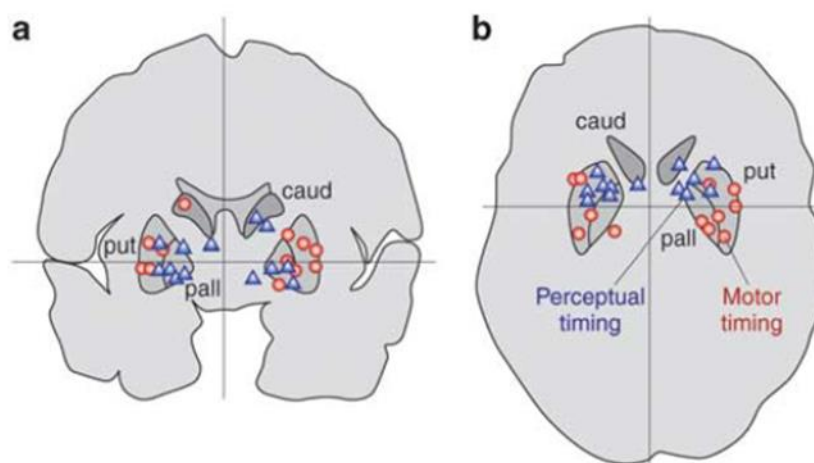 a
caud
put
pall
b
caud
put
pall
Perceptual
timing
Motor
timing